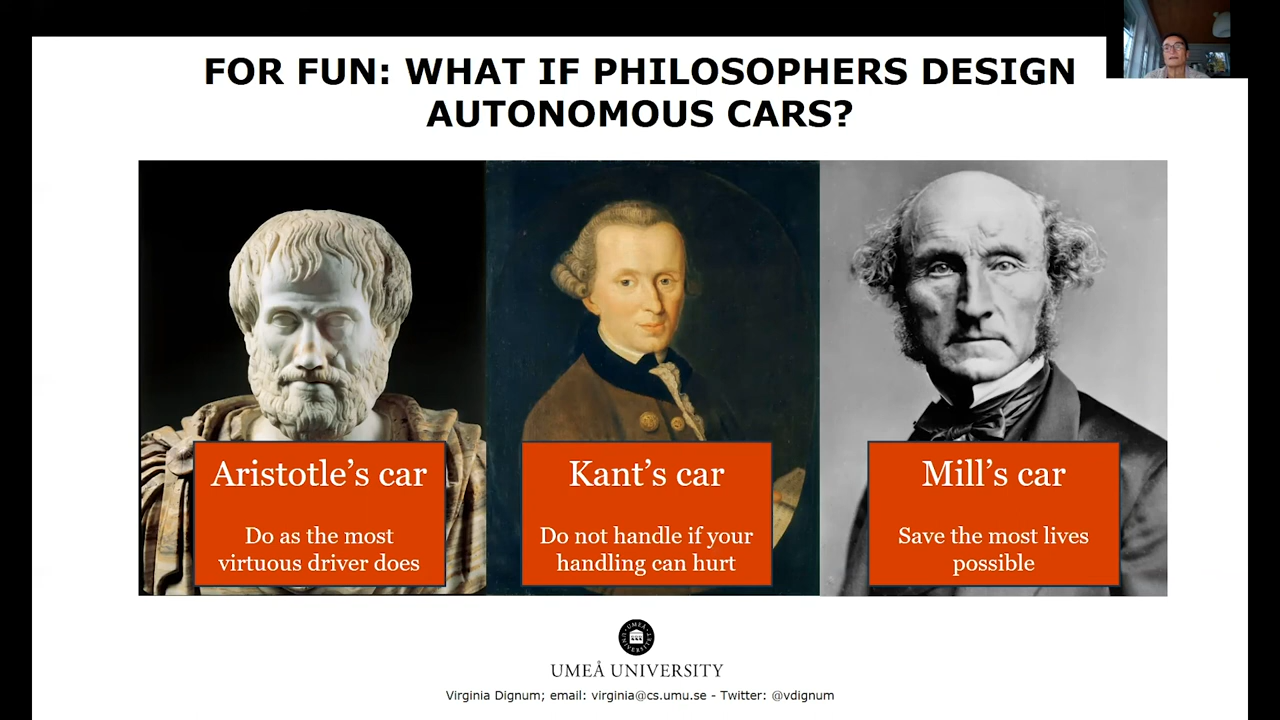 FOR FUN: WHAT IF PHILOSOPHERS DESIGN
AUTONOMOUS CARS?
Aristotle’s car
Do as the most
virtuous driver does
Kant’s car
Do not handle if your
handling can hurt
Mill’s car
Save the most lives
possible
UMEÅ UNIVERSITY
Virginia Dignum; email: virginia@cs.umu.se - Twitter: @vdignum